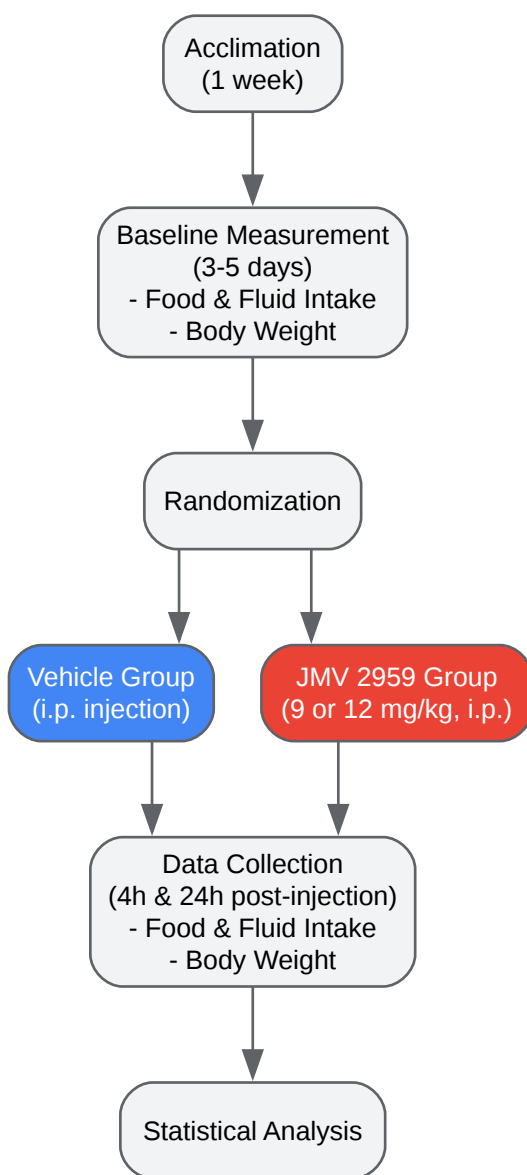 Acclimation
(1 week)
Baseline Measurement
(3-5 days)
- Food & Fluid Intake
- Body Weight
Randomization
Vehicle Group
(i.p. injection)
JMV 2959 Group
(9 or 12 mg/kg, i.p.)
Data Collection
(4h & 24h post-injection)
- Food & Fluid Intake
- Body Weight
Statistical Analysis